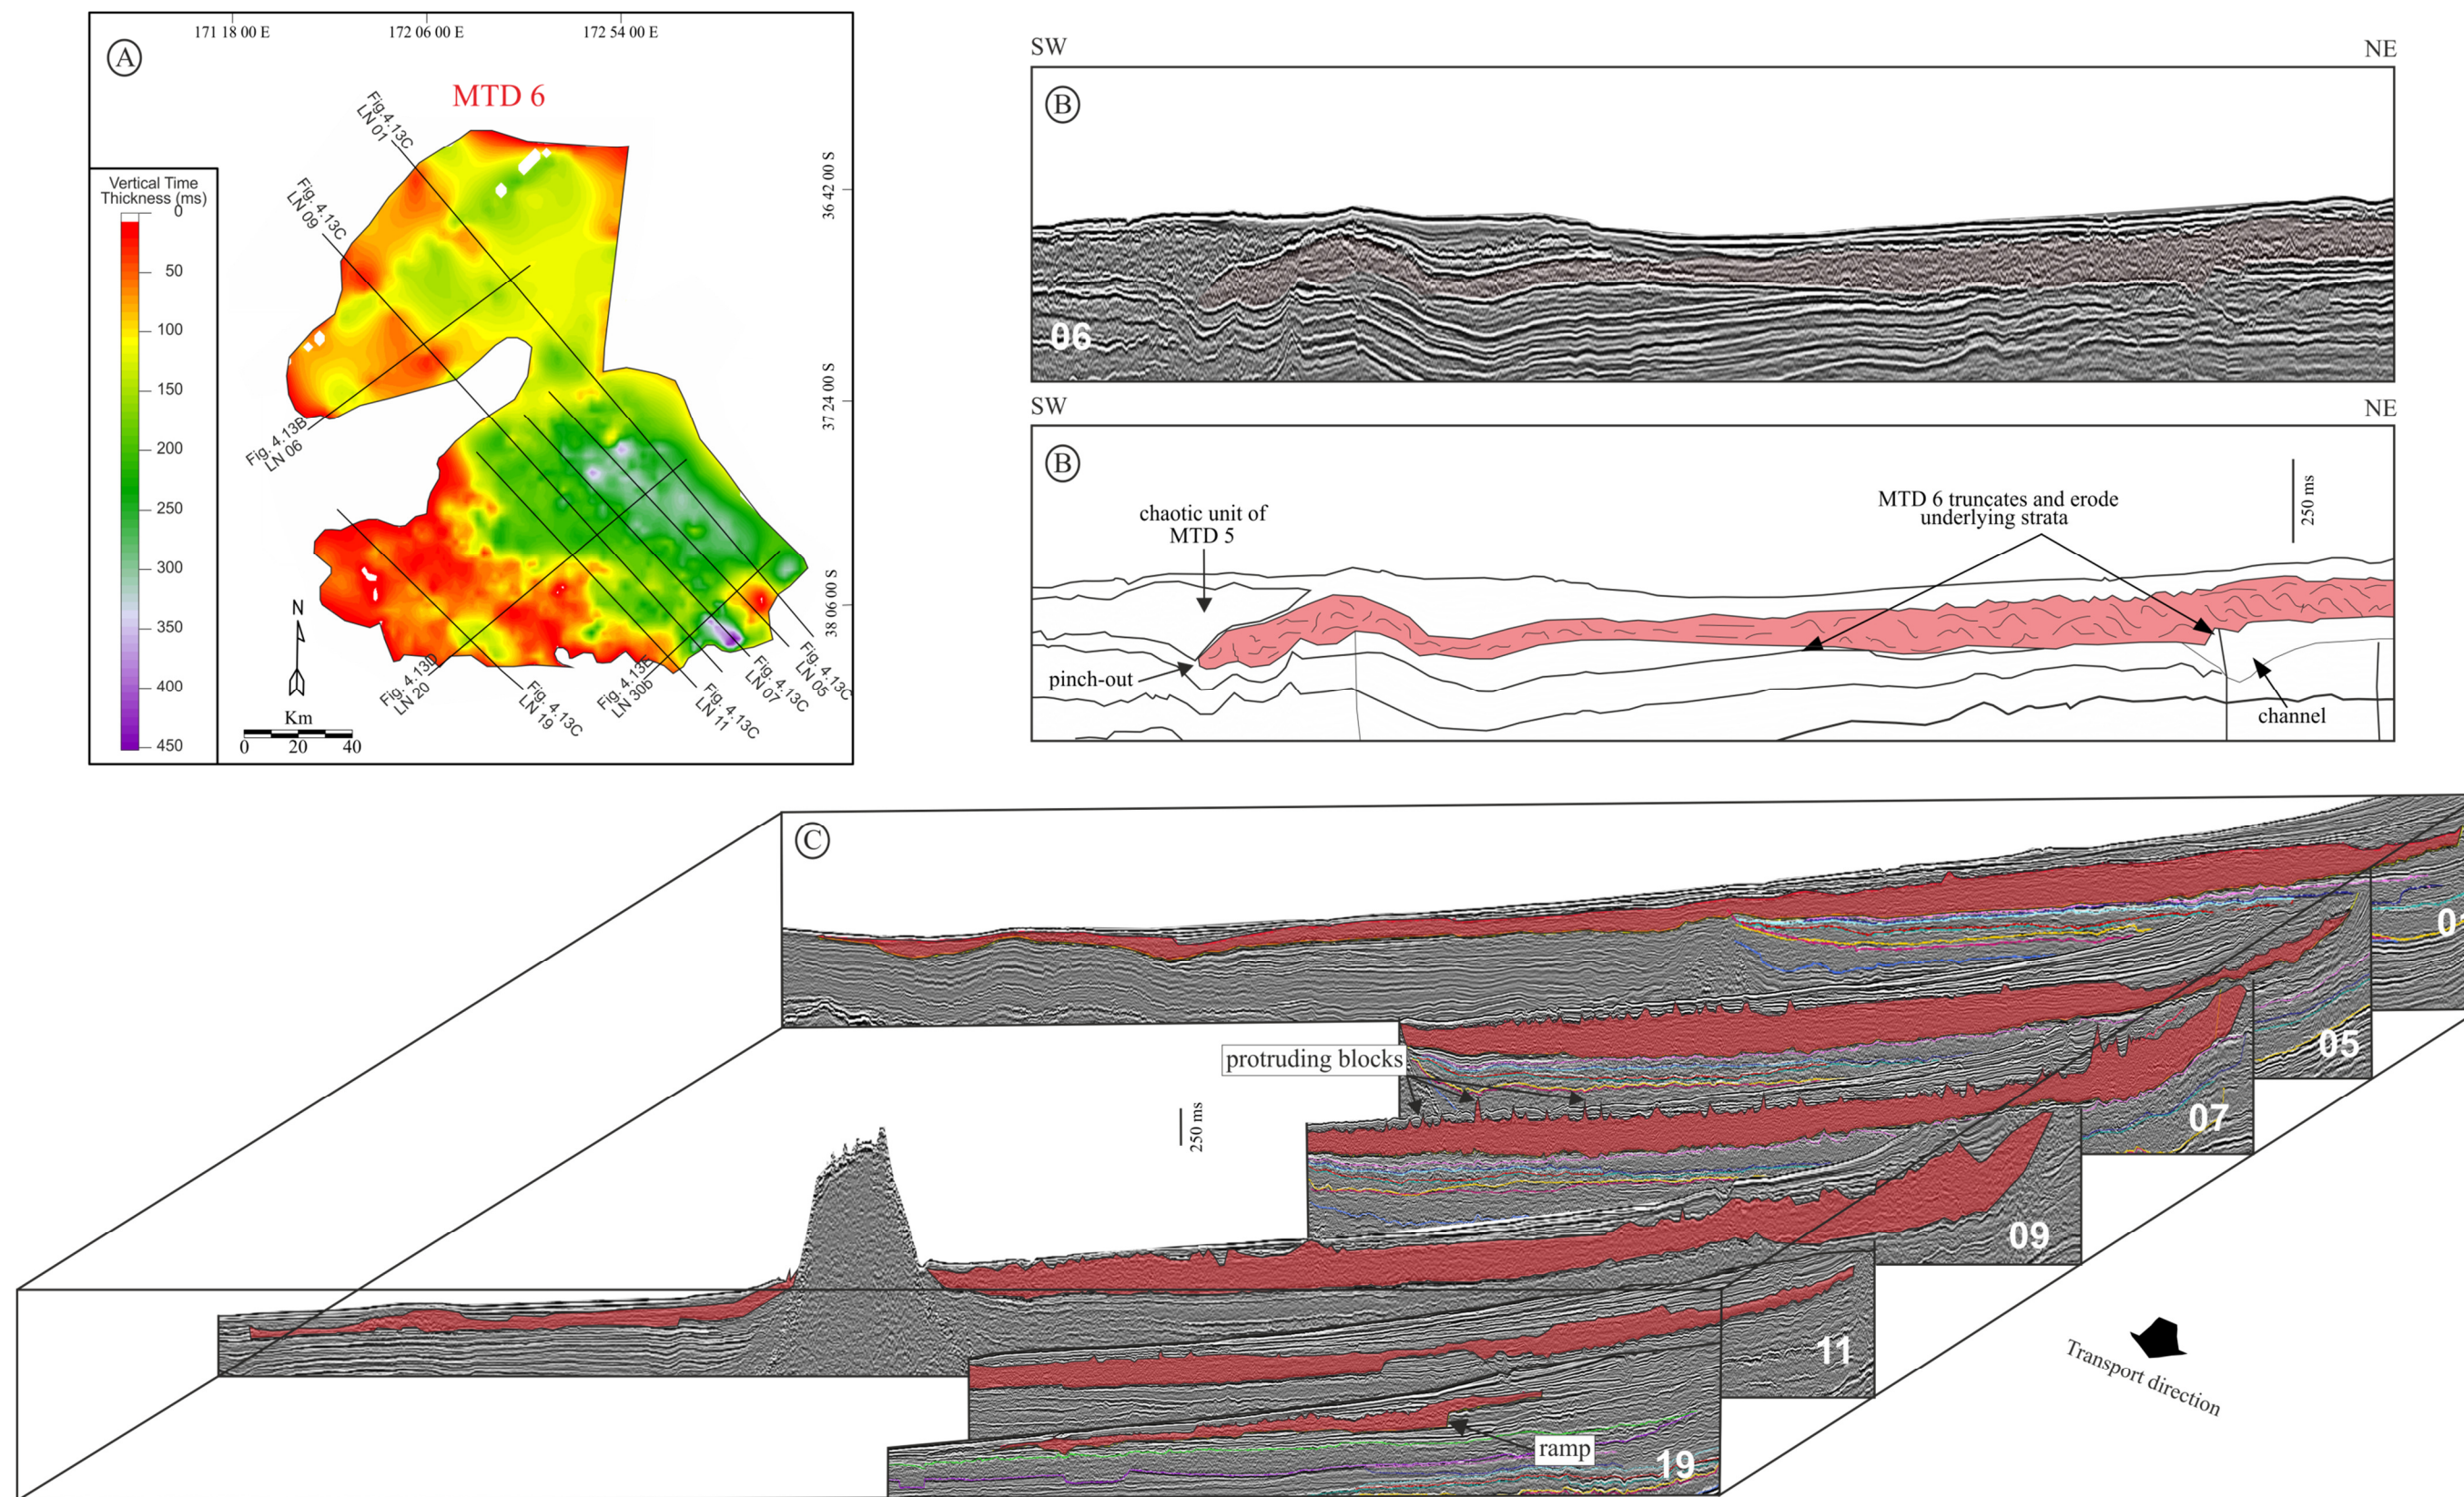 171 18 00 E
172 06 00 E
172 54 00 E
A
MTD 6
Fig.4.13C
LN 01
Fig. 4.13C
LN 09
Vertical Time
Thickness (ms)
0
50
100
150
200
250
300
350
400
450
36 42 00 S
37 24 00 S
38 06 00 S
Fig. 4.13B
LN 06
N
Km
0 20 40
Fig. 4.13D
LN 20
Fig. 4.13C
LN 19
Fig. 4.13E
LN 30b
Fig. 4.13C
LN 11
Fig. 4.13C
LN 07
Fig. 4.13C
LN 05
SW
NE
B
06
SW
NE
B
chaotic unit of
MTD 5
MTD 6 truncates and erode
underlying strata
250 ms
pinch-out
channel
C
protruding blocks
250 ms
05
07
09
11
19
ramp
Transport direction